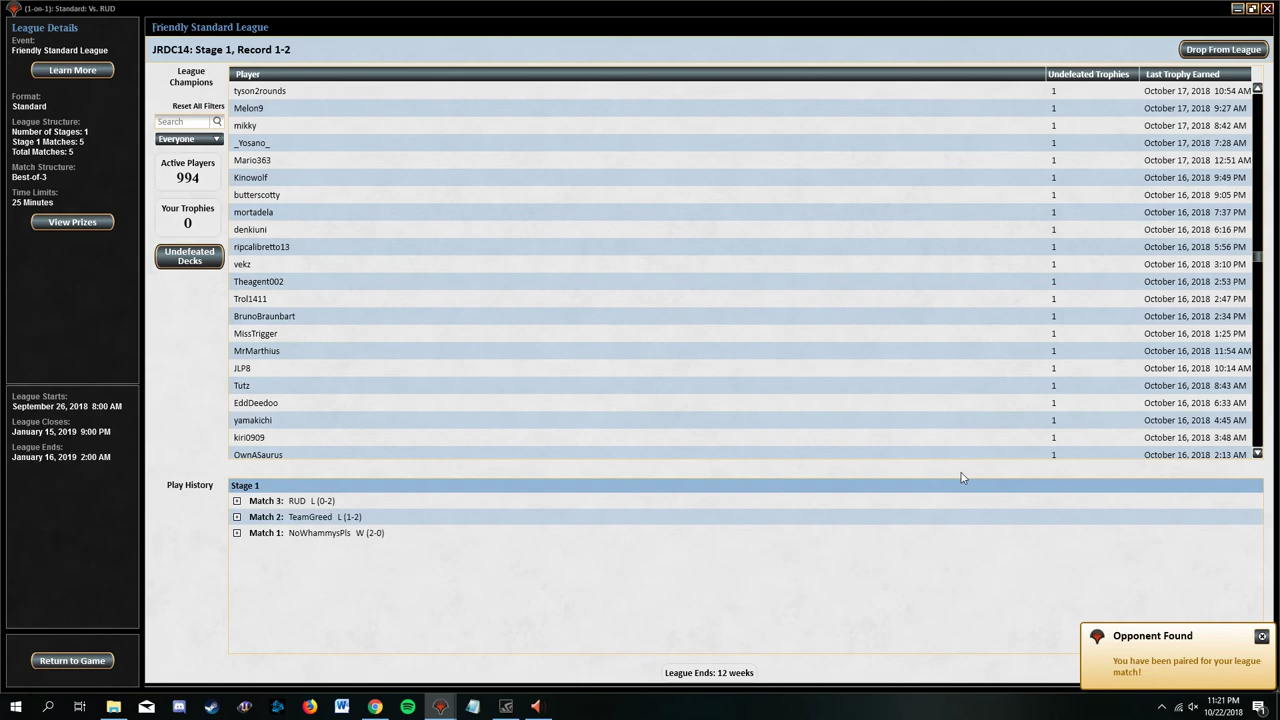 (1-on-1): Standard: Vs. RUD
League Details
Event:
Friendly Standard League
Learn More
Format:
Standard
League Structure:
Number of Stages: 1
Stage 1 Matches: 5
Total Matches: 5
Match Structure:
Best-of-3
Time Limits:
25 Minutes
View Prizes
League Starts:
September 26, 2018 8:00 AM
League Closes:
January 15, 2019 9:00 PM
League Ends:
January 16, 2019 2:00 AM
Return to Game
Friendly Standard League
JRDC14: Stage 1, Record 1-2
Drop From League
League
Champions
Reset All Filters
Search
Everyone
Active Players
994
Your Trophies
0
Undefeated
Decks
Player Undefeated Trophies Last Trophy Earned
tyson2rounds 1 October 17, 2018 10:54 AM
Melon9 1 October 17, 2018 9:27 AM
mikky 1 October 17, 2018 8:42 AM
_Yosano_ 1 October 17, 2018 7:28 AM
Mario363 1 October 17, 2018 12:51 AM
Kinowolf 1 October 16, 2018 9:49 PM
butterscotty 1 October 16, 2018 9:05 PM
mortadela 1 October 16, 2018 7:37 PM
denkiuni 1 October 16, 2018 6:16 PM
ripcalibretto13 1 October 16, 2018 5:56 PM
vekz 1 October 16, 2018 3:10 PM
Theagent002 1 October 16, 2018 2:53 PM
Trol1411 1 October 16, 2018 2:47 PM
BrunoBraunbart 1 October 16, 2018 2:34 PM
MissTrigger 1 October 16, 2018 1:25 PM
MrMarthius 1 October 16, 2018 11:54 AM
JLP8 1 October 16, 2018 10:14 AM
Tutz 1 October 16, 2018 8:43 AM
EddDeedoo 1 October 16, 2018 6:33 AM
yamakichi 1 October 16, 2018 4:45 AM
kiri0909 1 October 16, 2018 3:48 AM
OwnASaurus 1 October 16, 2018 2:13 AM
Play History
Stage 1
Match 3: RUD L (0-2)
Match 2: TeamGreed L (1-2)
Match 1: NoWhammysPls W (2-0)
League Ends: 12 weeks
Opponent Found
You have been paired for your league
match!
11:21 PM
10/22/2018